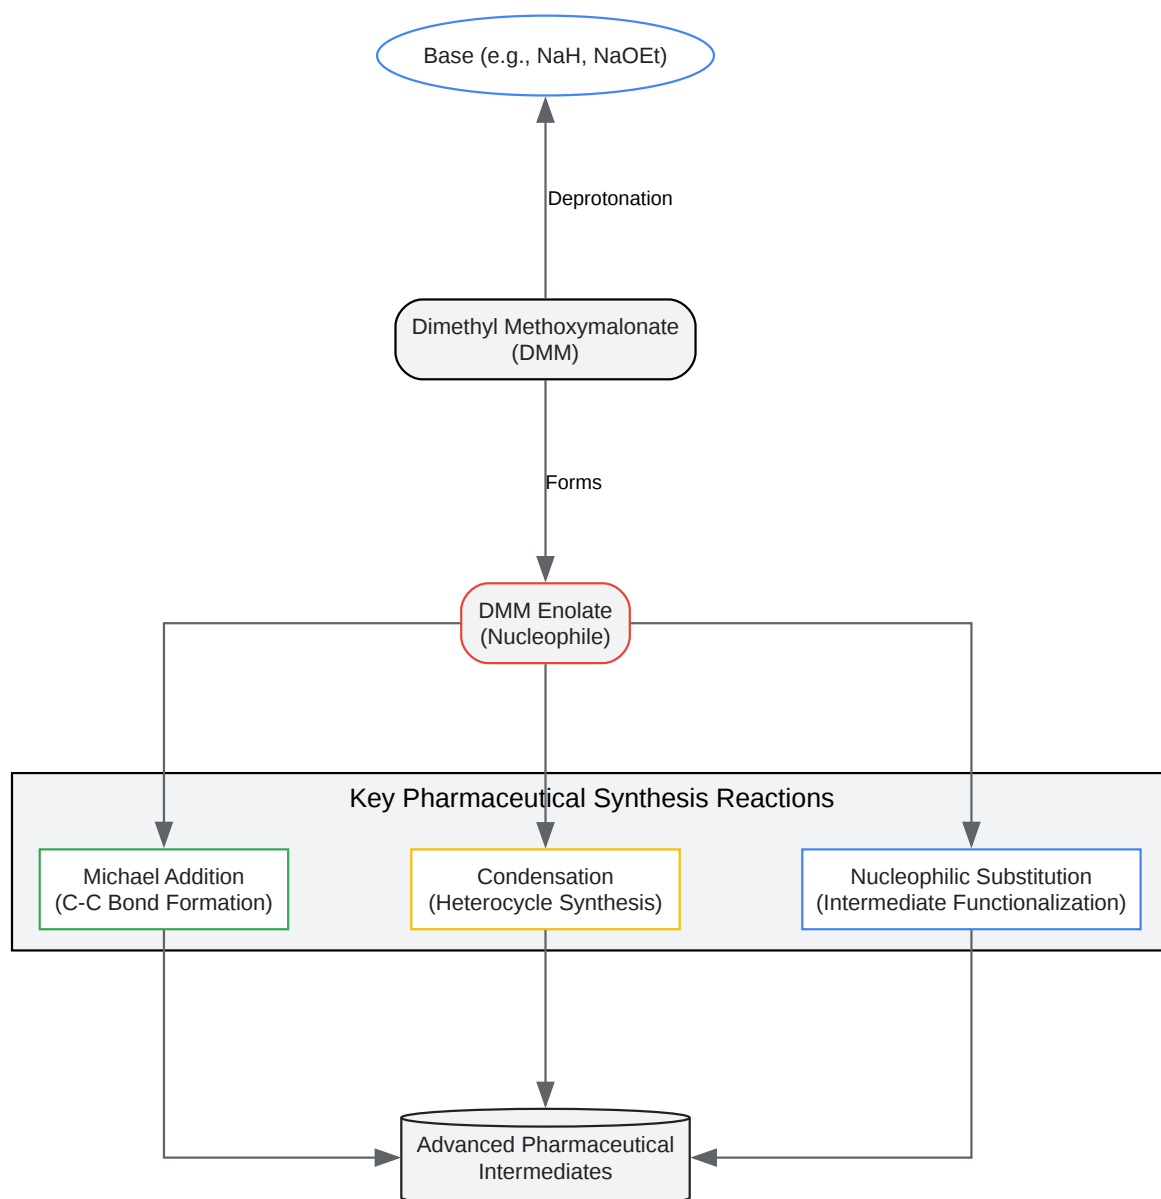 Base (e.g., NaH, NaOEt)
Deprotonation
Dimethyl Methoxymalonate
(DMM)
Forms
DMM Enolate
(Nucleophile)
Key Pharmaceutical Synthesis Reactions
Michael Addition
(C-C Bond Formation)
Condensation
(Heterocycle Synthesis)
Nucleophilic Substitution
(Intermediate Functionalization)
Advanced Pharmaceutical
Intermediates